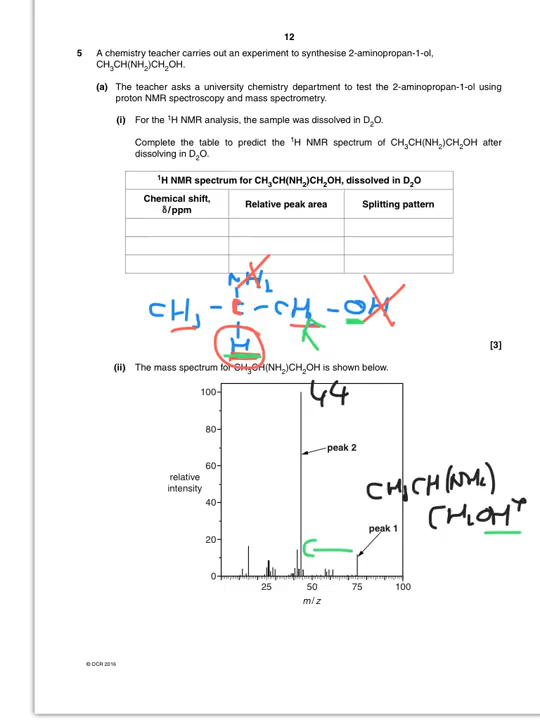 12
5 A chemistry teacher carries out an experiment to synthesise 2-aminopropan-1-ol,
CH₃CH(NH₂)CH₂OH.
(a) The teacher asks a university chemistry department to test the 2-aminopropan-1-ol using
proton NMR spectroscopy and mass spectrometry.
(i) For the ¹H NMR analysis, the sample was dissolved in D₂O.
Complete the table to predict the ¹H NMR spectrum of CH₃CH(NH₂)CH₂OH after
dissolving in D₂O.
¹H NMR spectrum for CH₃CH(NH₂)CH₂OH, dissolved in D₂O
Chemical shift, δ/ppm Relative peak area Splitting pattern
NH₂
CH₃ - C - CH₂ - OH
H
[3]
(ii) The mass spectrum for CH₃CH(NH₂)CH₂OH is shown below.
44
100
80
peak 2
relative
intensity
60
CH₃CH(NH₂)
40
CH₂OH⁺
peak 1
20
0
25 50 75 100
m/z
© OCR 2016